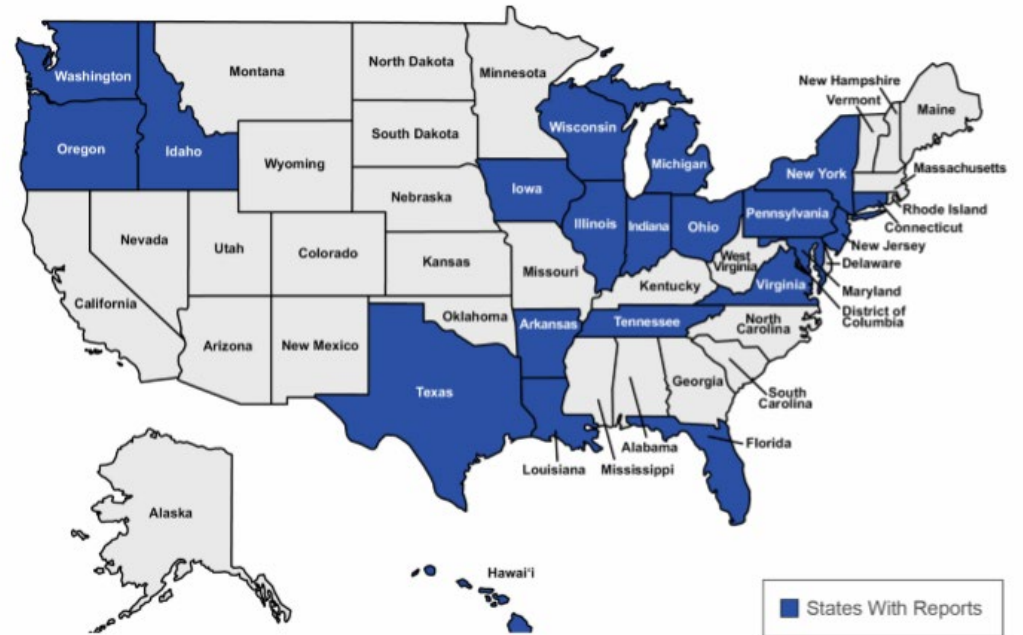 Washington
Montana
North Dakota
Minnesota
New Hampshire
Vermont
Maine
Oregon
Idaho
Wyoming
South Dakota
Wisconsin
Michigan
New York
Massachusetts
Nebraska
Iowa
Illinois
Indiana
Ohio
Pennsylvania
Rhode Island
Connecticut
New Jersey
Delaware
Maryland
District of
Columbia
Nevada
Utah
Colorado
Kansas
Missouri
West
Virginia
Kentucky
Virginia
California
Arizona
New Mexico
Oklahoma
Arkansas
Tennessee
North
Carolina
Texas
Georgia
South
Carolina
Louisiana
Mississippi
Alabama
Florida
Alaska
Hawai‘i
States With Reports